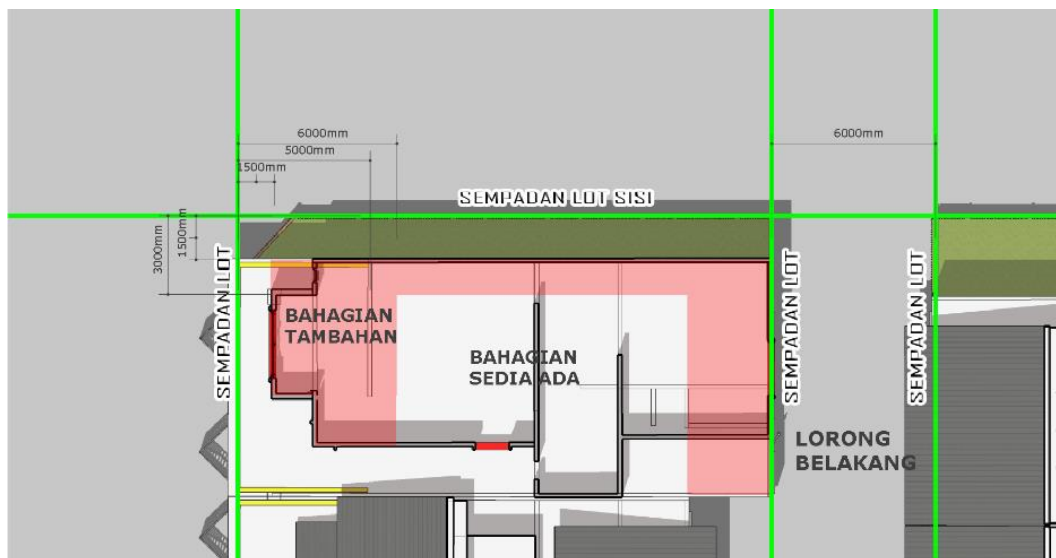 6000mm
6000mm
5000mm
1500mm
SEMPADAN LOT SISI
1500mm
3000mm
SEMPADAN LOT
BAHAGIAN
TAMBAHAN
BAHAGIAN
SEDIA ADA
SEMPADAN LOT
SEMPADAN LOT
LORONG
BELAKANG